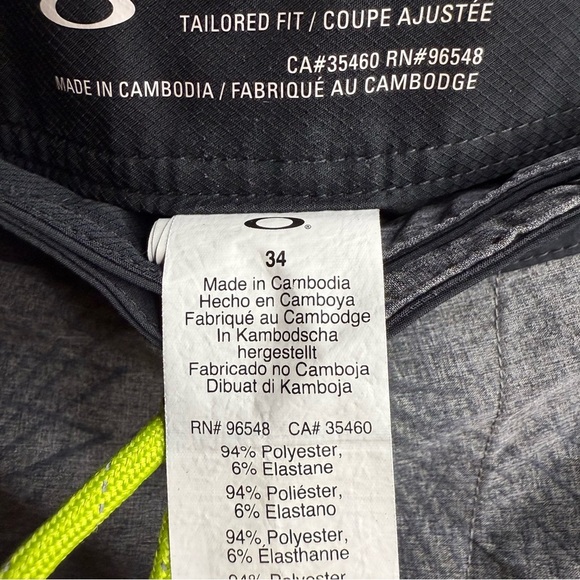 TAILORED FIT / COUPE AJUSTÉE
CA#35460 RN#96548
MADE IN CAMBODIA / FABRIQUÉ AU CAMBODGE
34
Made in Cambodia
Hecho en Camboya
Fabriqué au Cambodge
In Kambodscha
hergestellt
Fabricado no Camboja
Dibuat di Kamboja
RN# 96548 CA# 35460
94% Polyester,
6% Elastane
94% Poliéster,
6% Elastano
94% Polyester,
6% Élasthanne
94% Polyester